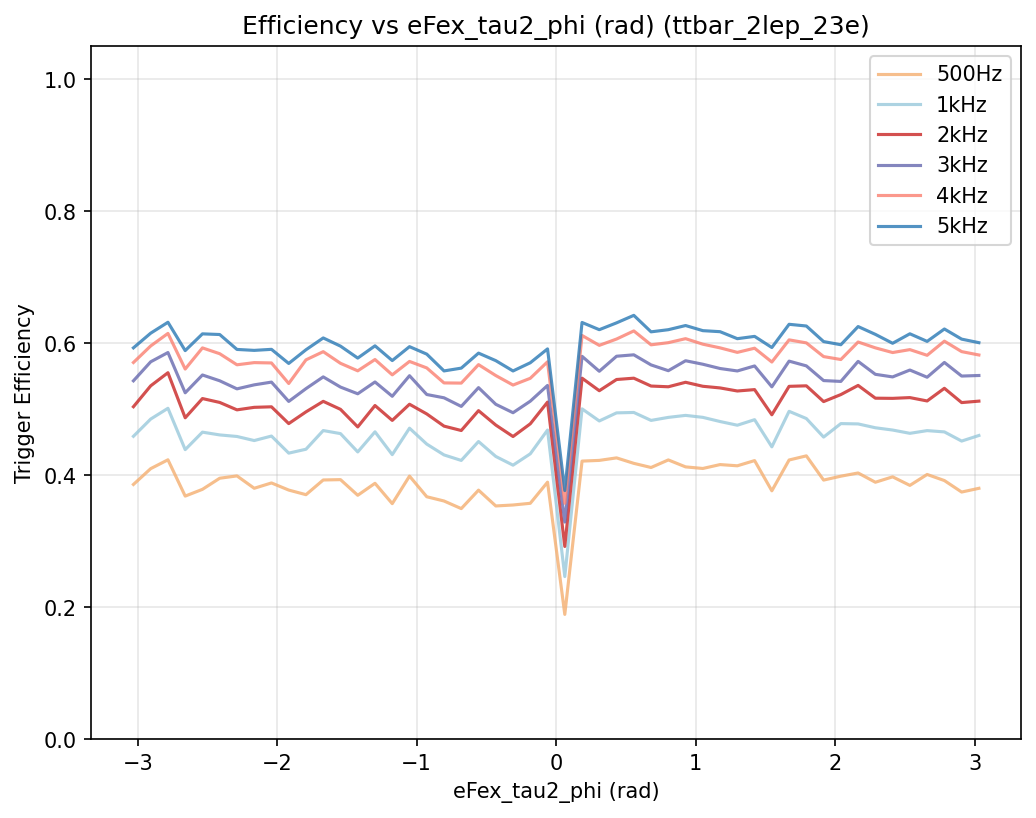 Efficiency vs eFex_tau2_phi (rad) (ttbar_2lep_23e)
500Hz
1kHz
2kHz
3kHz
4kHz
5kHz
Trigger Efficiency
1.0
0.8
0.6
0.4
0.2
0.0
−3
−2
−1
0
1
2
3
eFex_tau2_phi (rad)